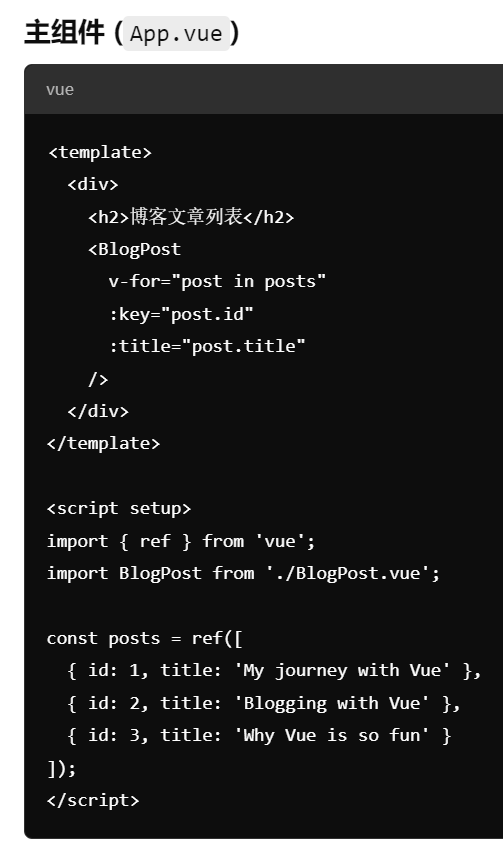 主组件 (App.vue)
vue
<template>
  <div>
    <h2>博客文章列表</h2>
    <BlogPost
      v-for="post in posts"
      :key="post.id"
      :title="post.title"
    />
  </div>
</template>

<script setup>
import { ref } from 'vue';
import BlogPost from './BlogPost.vue';

const posts = ref([
  { id: 1, title: 'My journey with Vue' },
  { id: 2, title: 'Blogging with Vue' },
  { id: 3, title: 'Why Vue is so fun' }
]);
</script>